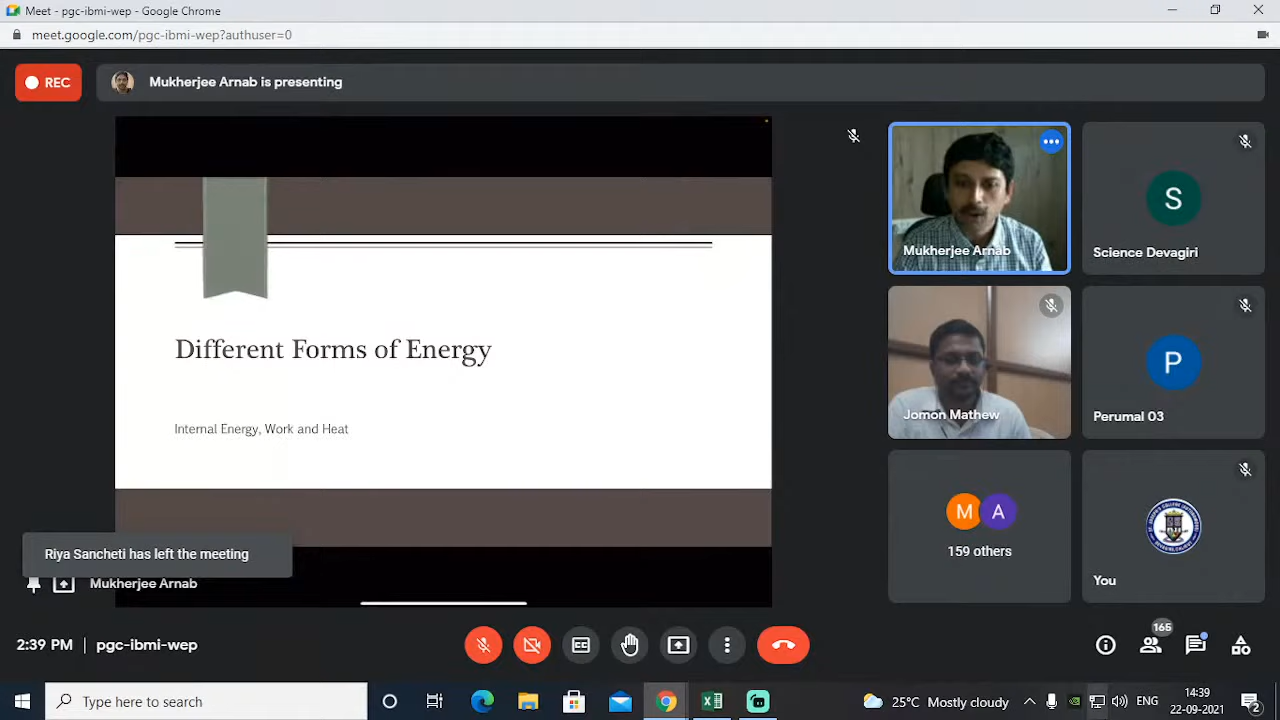 Meet - pgc-ibmi-wep - Google Chrome
meet.google.com/pgc-ibmi-wep?authuser=0
REC
Mukherjee Arnab is presenting
Different Forms of Energy
Internal Energy, Work and Heat
Mukherjee Arnab
S
Science Devagiri
Jomon Mathew
P
Perumal 03
M A
159 others
You
Riya Sancheti has left the meeting
Mukherjee Arnab
2:39 PM | pgc-ibmi-wep
165
Type here to search
25°C Mostly cloudy
ENG
14:39
22-09-2021
2